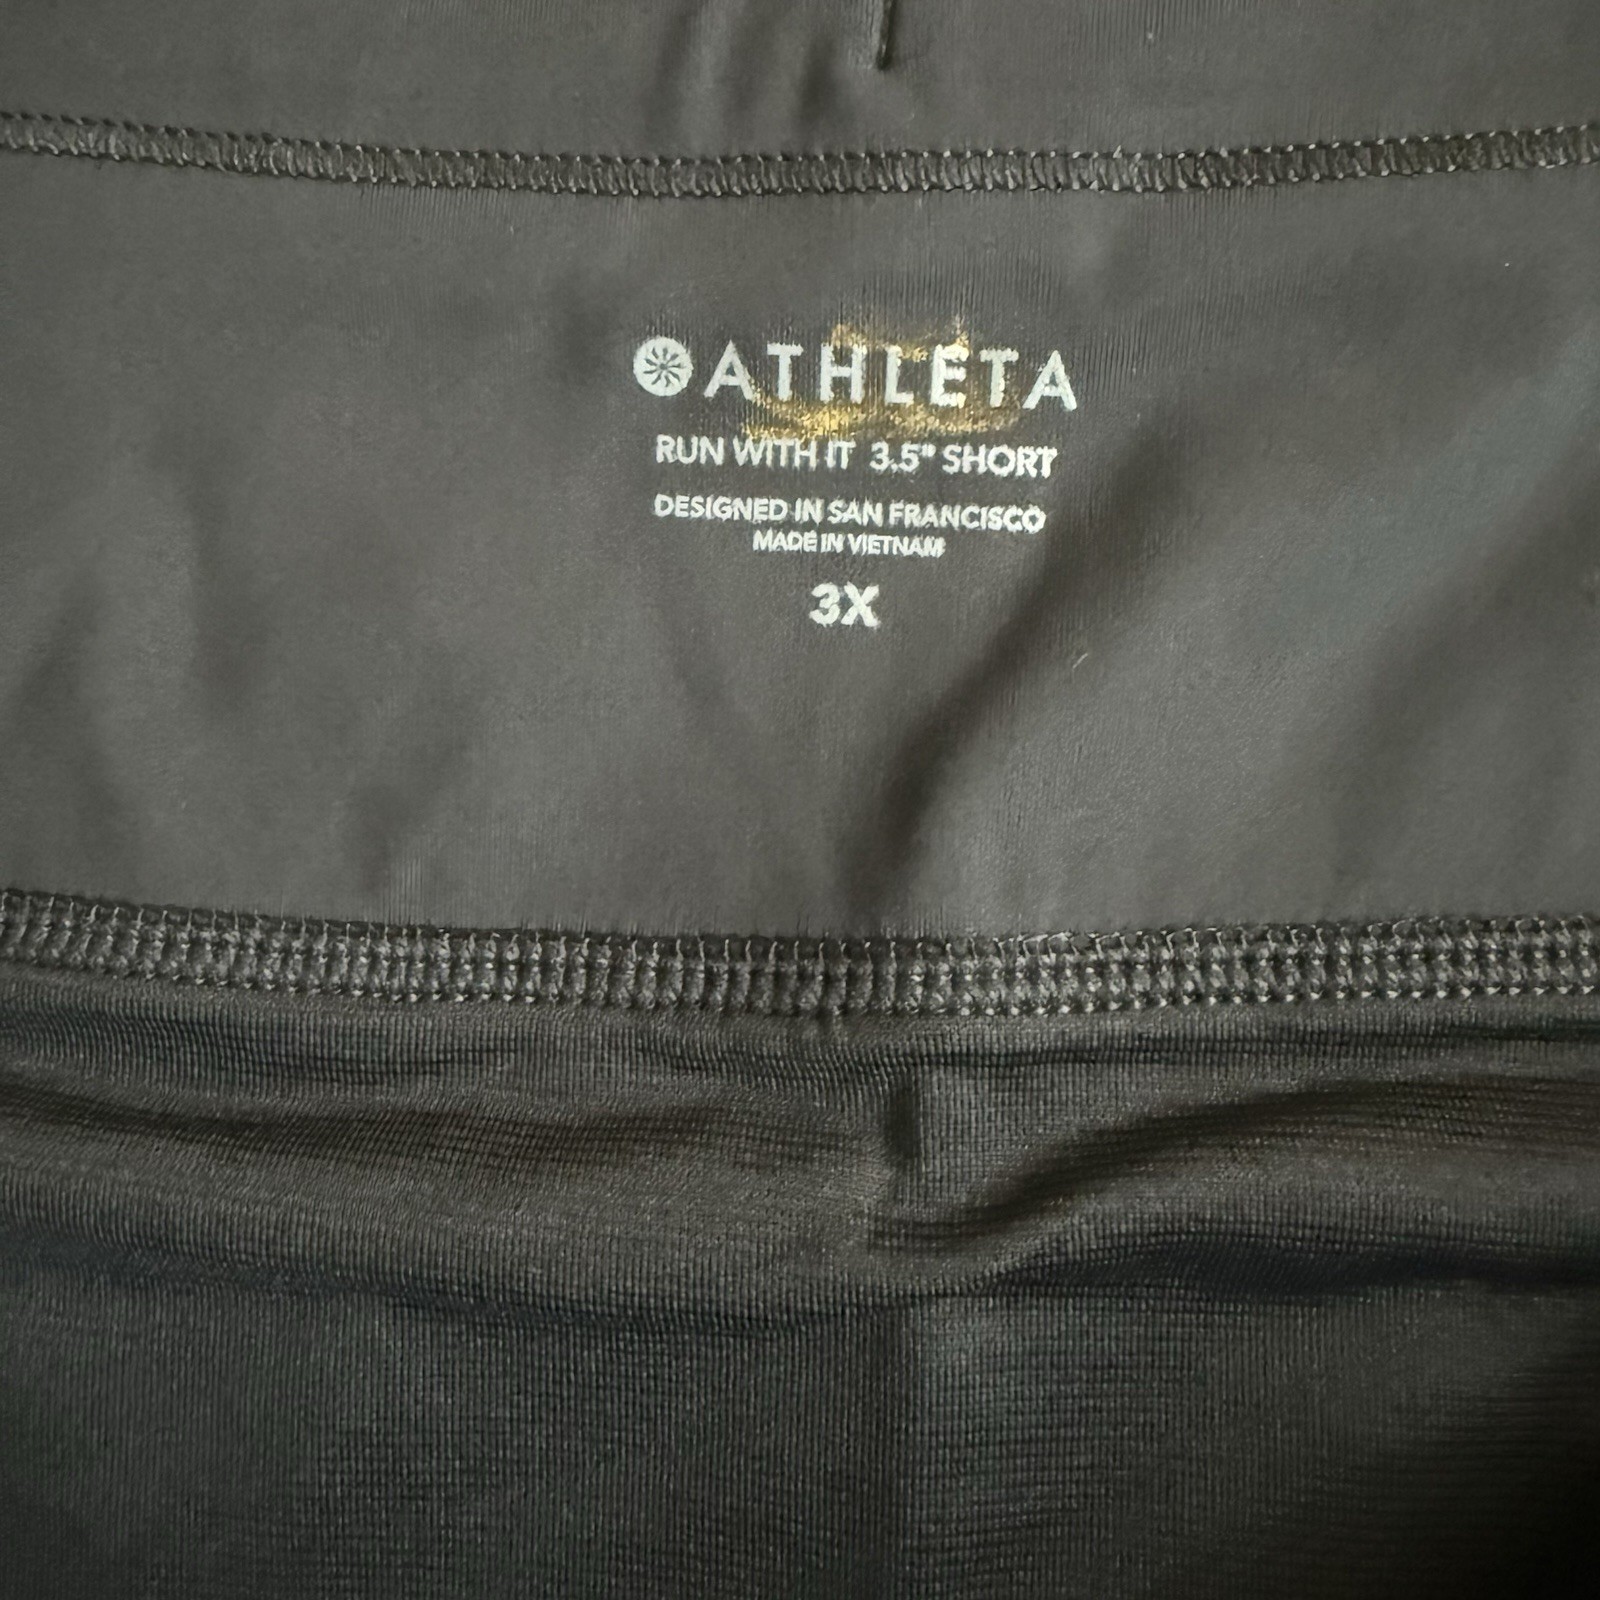 ATHLETA
RUN WITH IT 3.5" SHORT
DESIGNED IN SAN FRANCISCO
MADE IN VIETNAM
3X